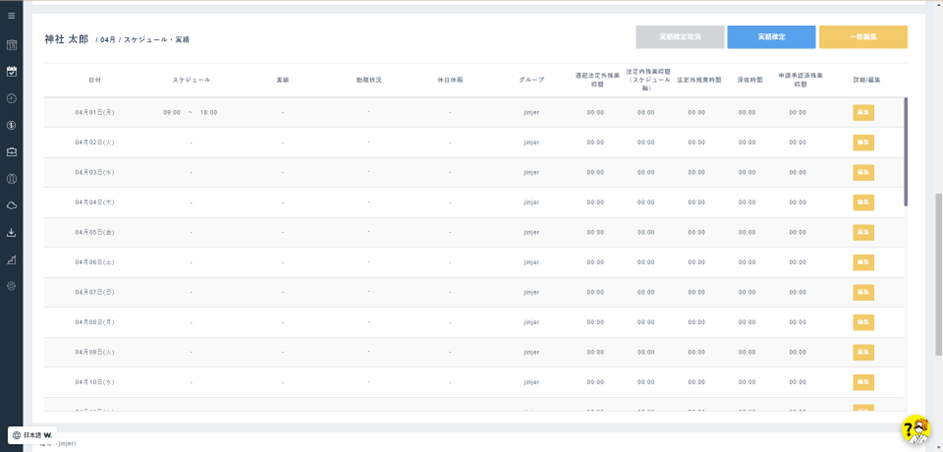 神社 太郎 / 04月 / スケジュール・実績
実績確定取消 実績確定 一括編集
日付 スケジュール 実績 勤務状況 休日休暇 グループ 週超法定外残業時間 法定内残業時間（スケジュール軸） 法定外残業時間 深夜時間 申請承認済残業時間 詳細/編集
04月01日(月) 09:00 ～ 18:00 - - - jinjer 00:00 00:00 00:00 00:00 00:00 編集
04月02日(火) - - - - jinjer 00:00 00:00 00:00 00:00 00:00 編集
04月03日(水) - - - - jinjer 00:00 00:00 00:00 00:00 00:00 編集
04月04日(木) - - - - jinjer 00:00 00:00 00:00 00:00 00:00 編集
04月05日(金) - - - - jinjer 00:00 00:00 00:00 00:00 00:00 編集
04月06日(土) - - - - jinjer 00:00 00:00 00:00 00:00 00:00 編集
04月07日(日) - - - - jinjer 00:00 00:00 00:00 00:00 00:00 編集
04月08日(月) - - - - jinjer 00:00 00:00 00:00 00:00 00:00 編集
04月09日(火) - - - - jinjer 00:00 00:00 00:00 00:00 00:00 編集
04月10日(水) - - - - jinjer 00:00 00:00 00:00 00:00 00:00 編集
日本語 W.
(jinjer)
?